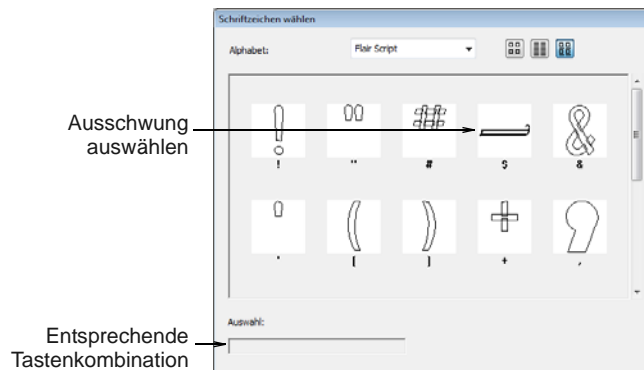 Schriftzeichen wählen
Alphabet: Flair Script
Ausschwung
auswählen
! " # $ &
' ( ) + ,
Auswahl:
Entsprechende
Tastenkombination